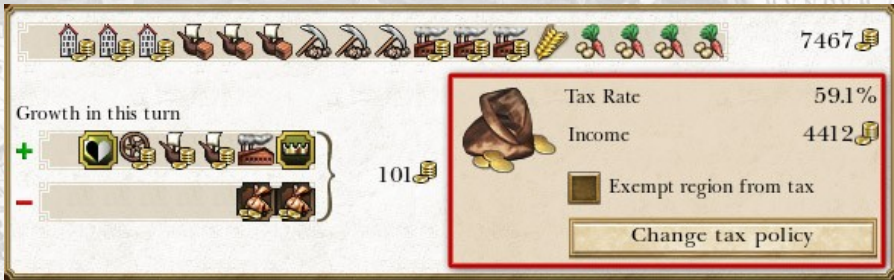 7467
Growth in this turn
+
101
−
Tax Rate 59.1%
Income 4412
Exempt region from tax
Change tax policy